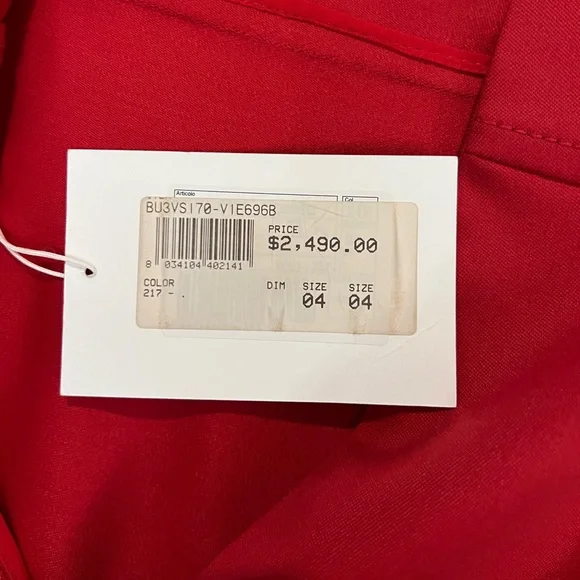 Articolo Col.
BU3VSI70-VIE696B
PRICE
$2,490.00
8 034104 402141
COLOR DIM SIZE SIZE
217 - . 04 04